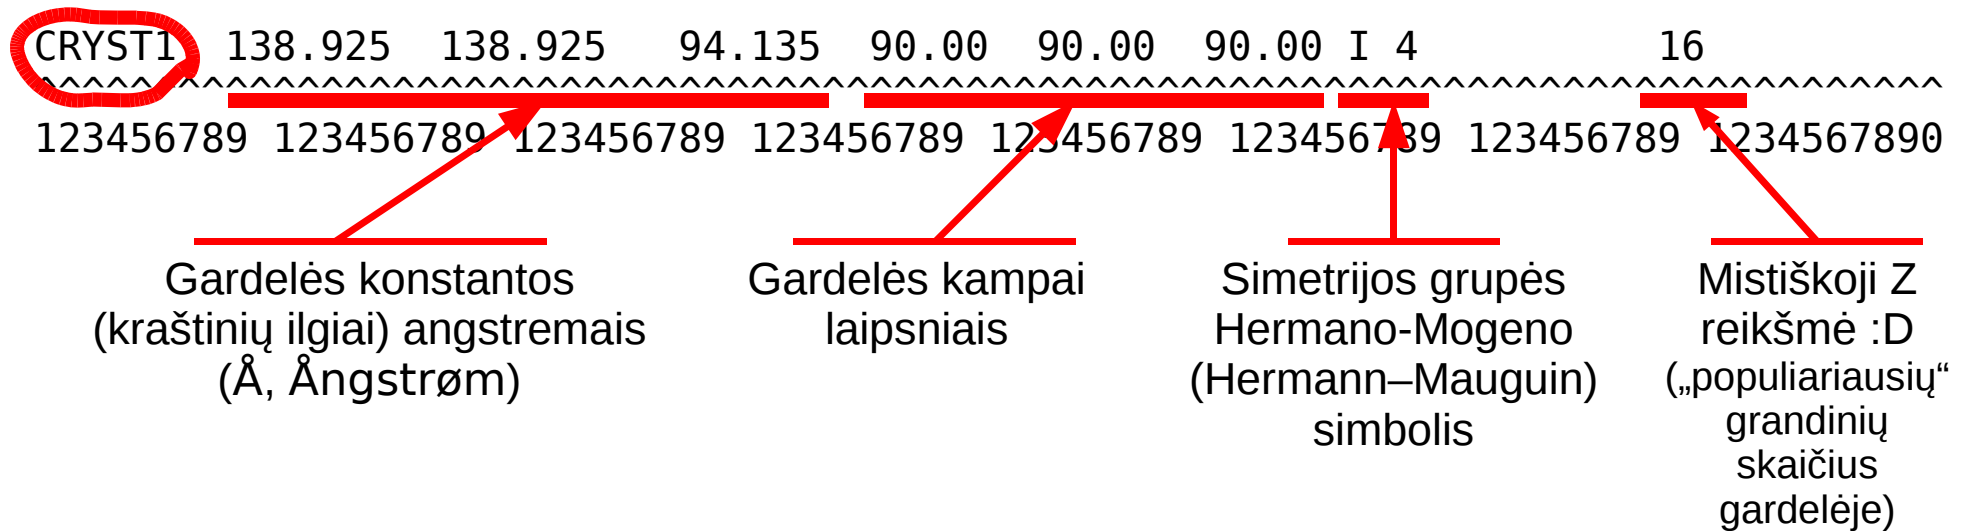 CRYST1  138.925  138.925   94.135  90.00  90.00  90.00 I 4          16
^^^^^^^^^^^^^^^^^^^^^^^^^^^^^^^^^^^^^^^^^^^^^^^^^^^^^^^^^^^^^^^^^^^^^^^^^^^^^^^^
123456789 123456789 123456789 123456789 123456789 123456789 123456789 1234567890
Gardelės konstantos
(kraštinių ilgiai) angstremais
(Å, Ångstrøm)
Gardelės kampai
laipsniais
Simetrijos grupės
Hermano-Mogeno
(Hermann–Mauguin)
simbolis
Mistiškoji Z
reikšmė :D
(„populiariausių“
grandinių
skaičius
gardelėje)